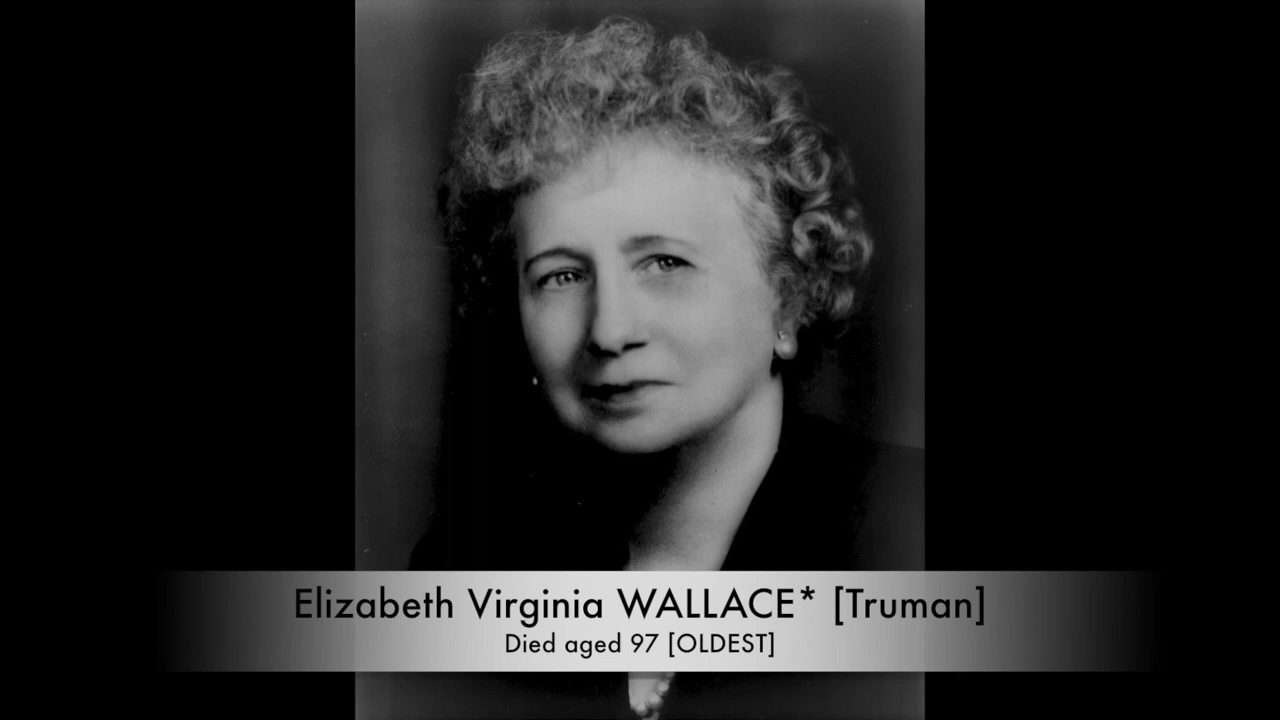 Elizabeth Virginia WALLACE* [Truman]
Died aged 97 [OLDEST]